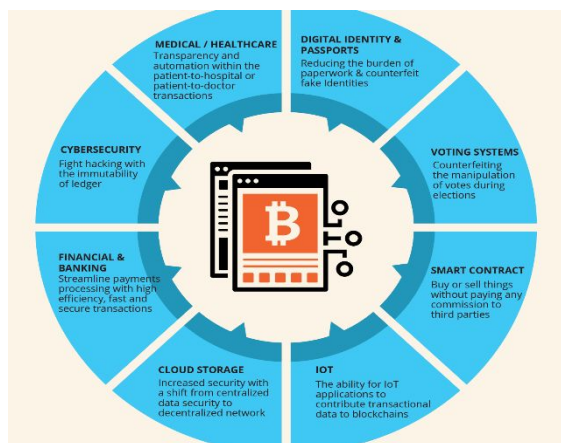 MEDICAL / HEALTHCARE
Transparency and
automation within the
patient-to-hospital or
patient-to-doctor
transactions
DIGITAL IDENTITY &
PASSPORTS
Reducing the burden of
paperwork & counterfeit
fake Identities
CYBERSECURITY
Fight hacking with
the immutability
of ledger
VOTING SYSTEMS
Counterfeiting
the manipulation
of votes during
elections
FINANCIAL &
BANKING
Streamline payments
processing with high
efficiency, fast and
secure transactions
SMART CONTRACT
Buy or sell things
without paying any
commission to
third parties
CLOUD STORAGE
Increased security with
a shift from centralized
data security to
decentralized network
IOT
The ability for IoT
applications to
contribute transactional
data to blockchains